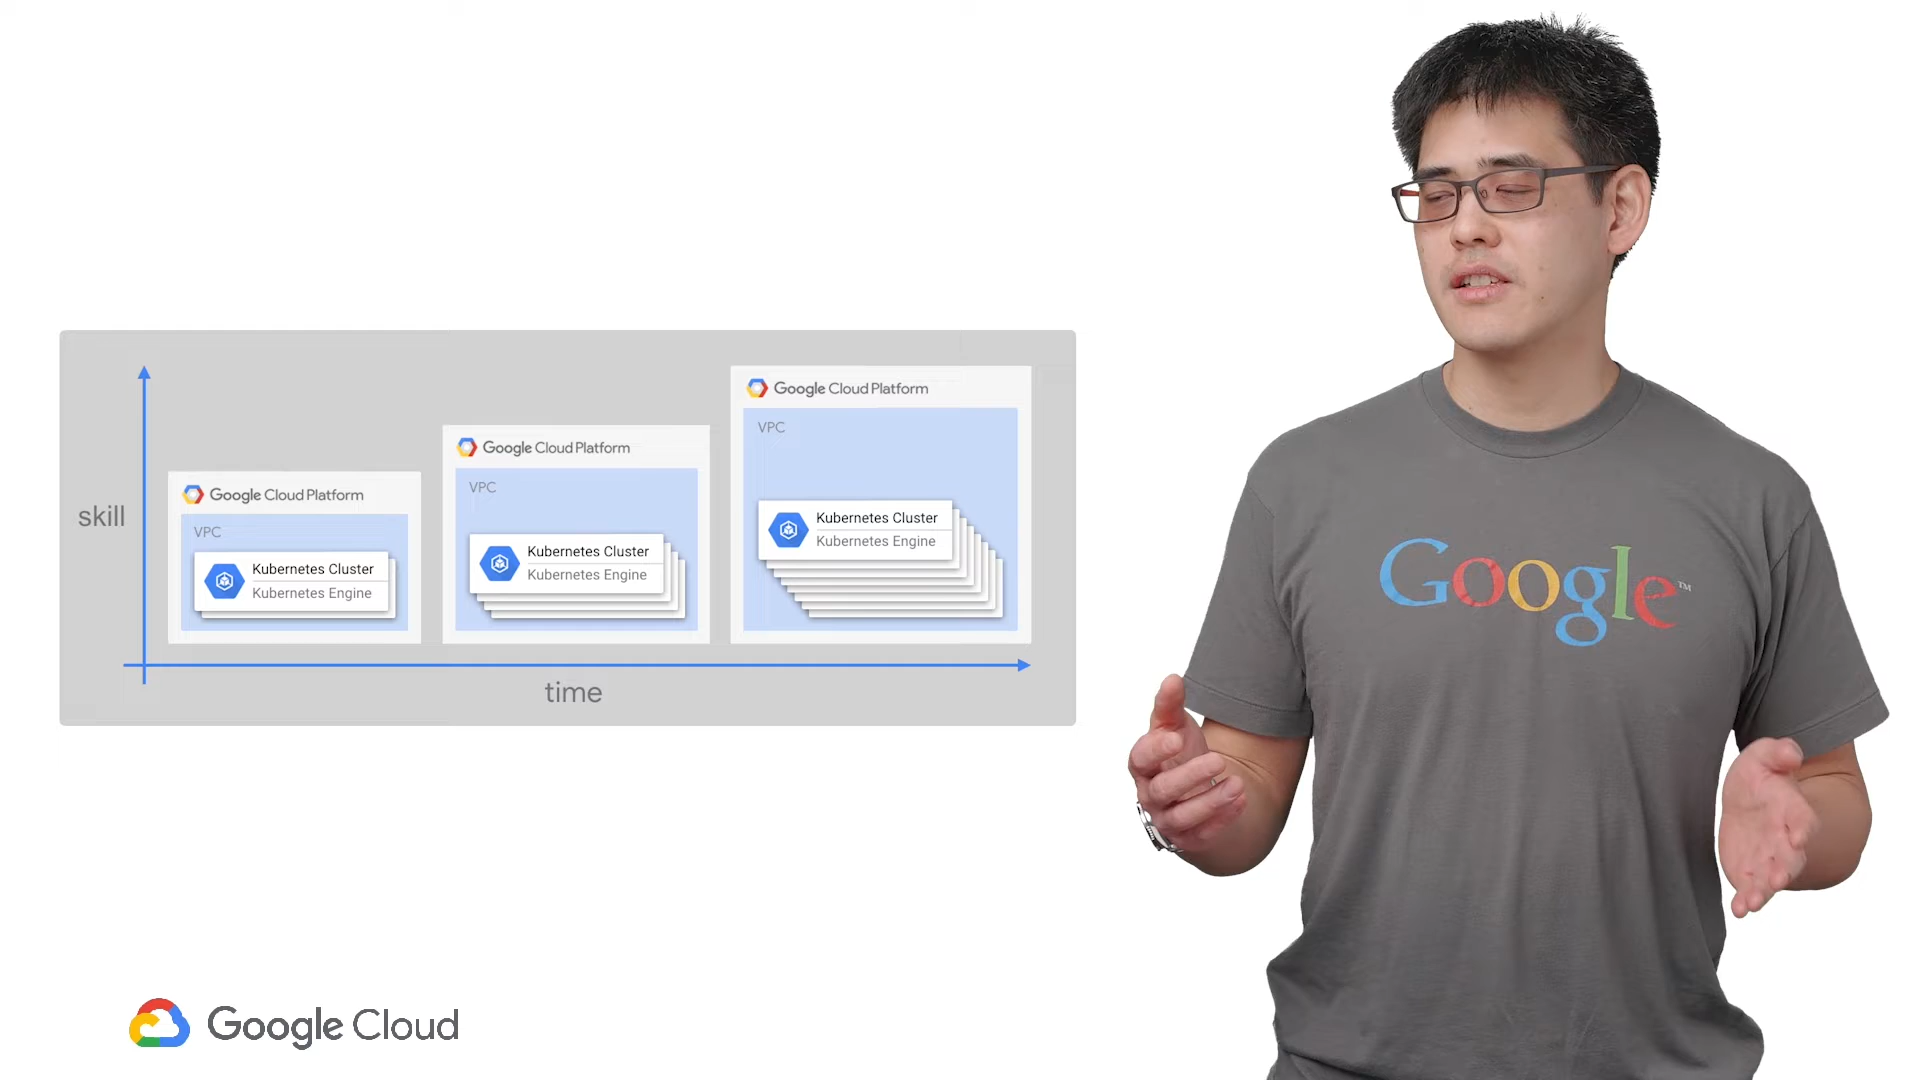 skill
Google Cloud Platform
VPC
Kubernetes Cluster
Kubernetes Engine
Google Cloud Platform
VPC
Kubernetes Cluster
Kubernetes Engine
Google Cloud Platform
VPC
Kubernetes Cluster
Kubernetes Engine
time
Google™
Google Cloud